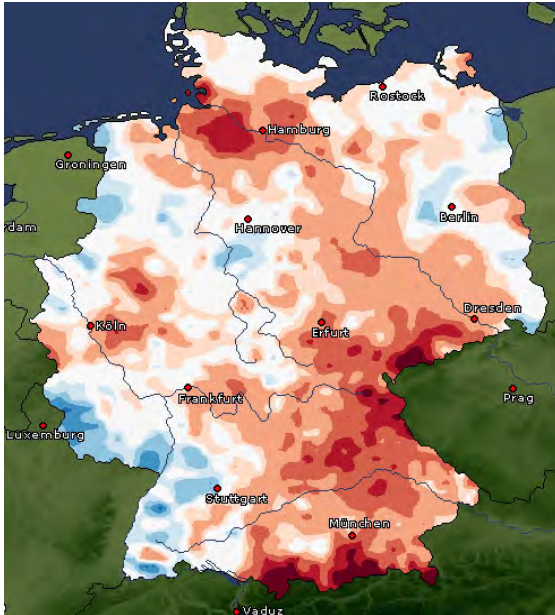 Rostock
Hamburg
Groningen
Berlin
rdam
Hannover
Dresden
Köln
Erfurt
Frankfurt
Prag
Luxemburg
Stuttgart
München
Vaduz